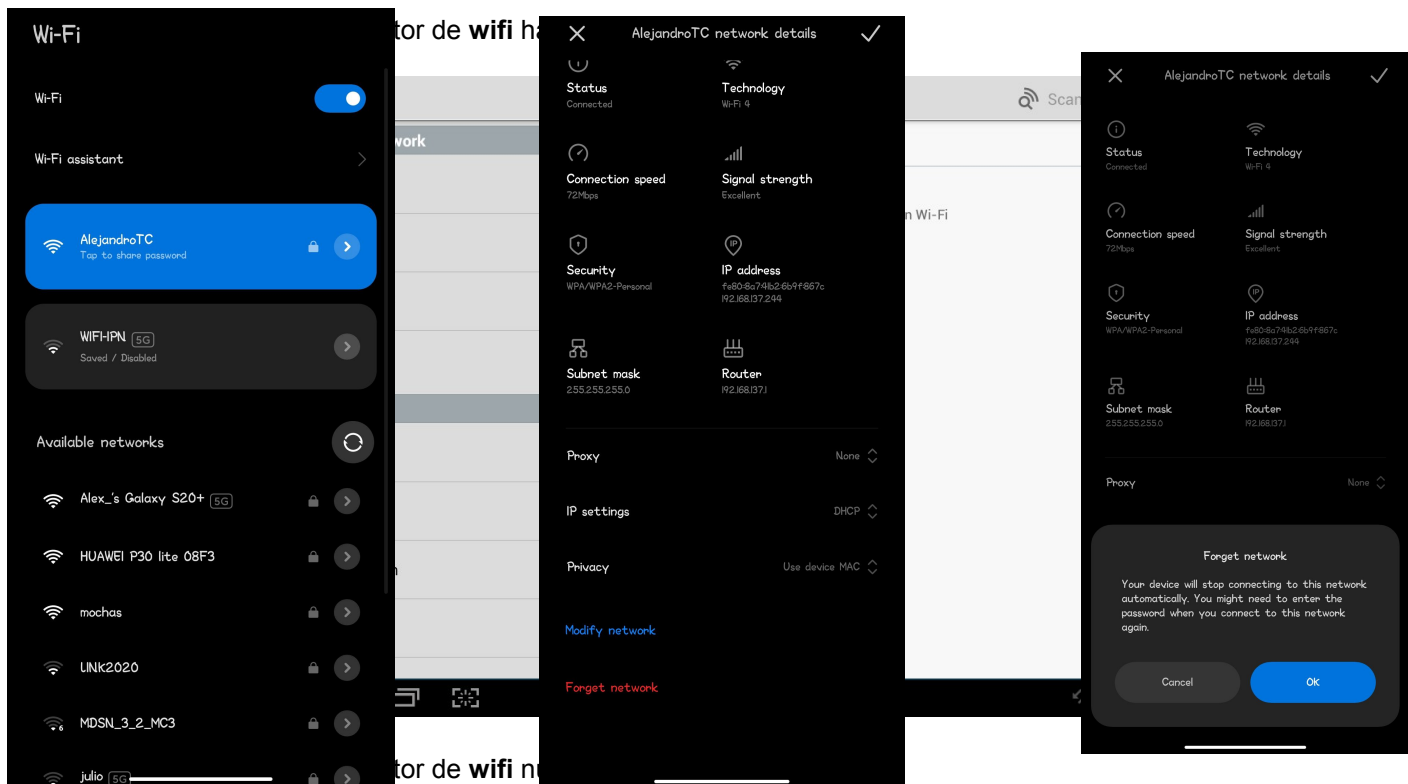 Wi-Fi
Wi-Fi
Wi-Fi assistant
AlejandroTC
Tap to share password
WIFI-IPN 5G
Saved / Disabled
Available networks
Alex_'s Galaxy S20+ 5G
HUAWEI P30 lite 08F3
mochas
LINK2020
MDSN_3_2_MC3
6
julio 5G
tor de wifi
work
tor de wifi
AlejandroTC network details
Status
Technology
Connected
Wi-Fi 4
Connection speed
Signal strength
72Mbps
Excellent
Security
IP address
WPA/WPA2-Personal
fe80::8a7:41b2:6b9f:867c
192.168.137.244
Subnet mask
Router
255.255.255.0
192.168.137.1
Proxy
None
IP settings
DHCP
Privacy
Use device MAC
Modify network
Forget network
Scan
n Wi-Fi
AlejandroTC network details
Status
Technology
Connected
Wi-Fi 4
Connection speed
Signal strength
72Mbps
Excellent
Security
IP address
WPA/WPA2-Personal
fe80::8a7:41b2:6b9f:867c
192.168.137.244
Subnet mask
Router
255.255.255.0
192.168.137.1
Proxy
None
Forget network
Your device will stop connecting to this network
automatically. You might need to enter the
password when you connect to this network
again.
Cancel
OK